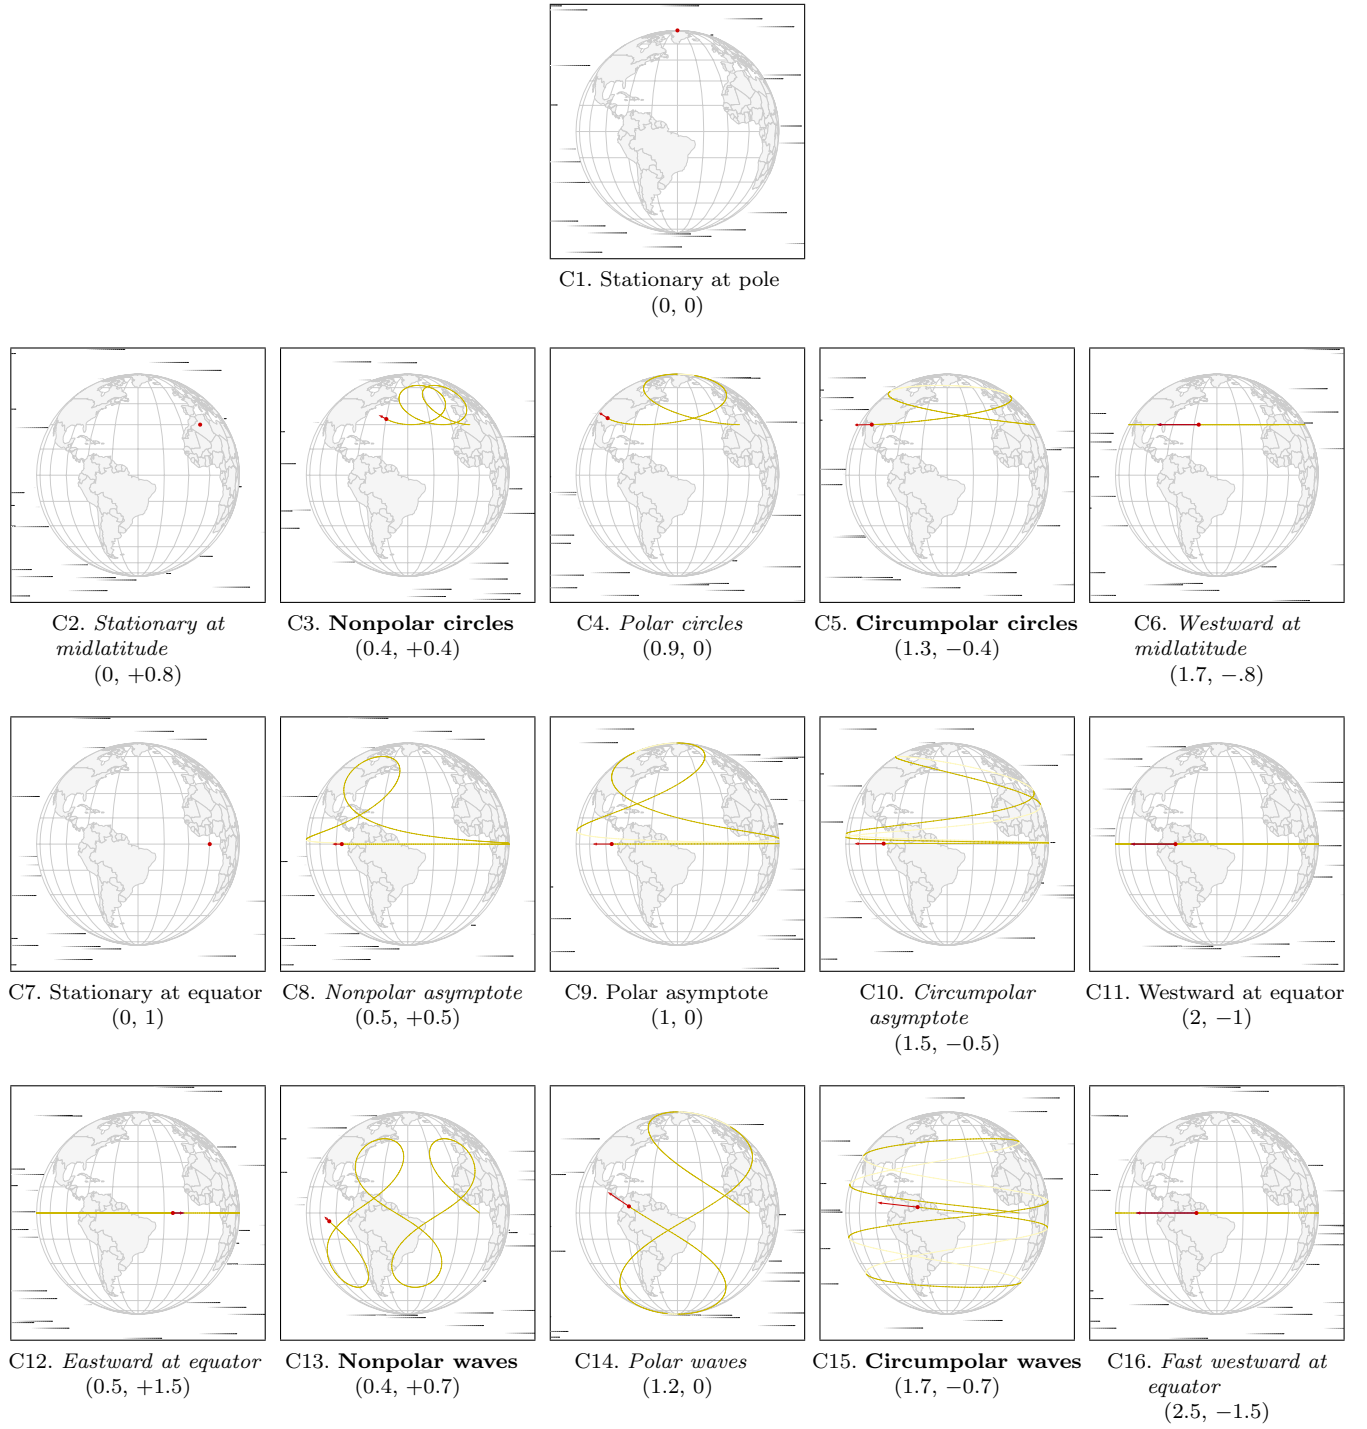 C1. Stationary at pole
(0, 0)
C2. Stationary at
midlatitude
(0, +0.8)
C3. Nonpolar circles
(0.4, +0.4)
C4. Polar circles
(0.9, 0)
C5. Circumpolar circles
(1.3, −0.4)
C6. Westward at
midlatitude
(1.7, −.8)
C7. Stationary at equator
(0, 1)
C8. Nonpolar asymptote
(0.5, +0.5)
C9. Polar asymptote
(1, 0)
C10. Circumpolar
asymptote
(1.5, −0.5)
C11. Westward at equator
(2, −1)
C12. Eastward at equator
(0.5, +1.5)
C13. Nonpolar waves
(0.4, +0.7)
C14. Polar waves
(1.2, 0)
C15. Circumpolar waves
(1.7, −0.7)
C16. Fast westward at
equator
(2.5, −1.5)